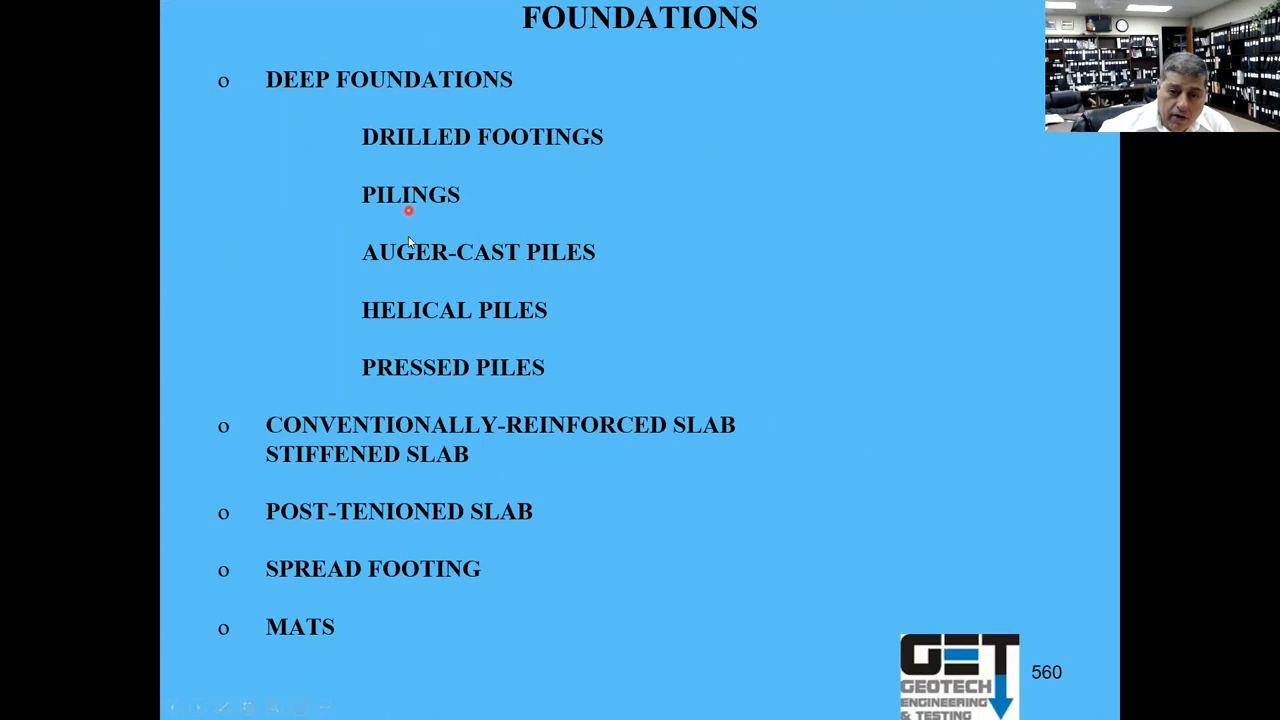 FOUNDATIONS
o DEEP FOUNDATIONS
DRILLED FOOTINGS
PILINGS
AUGER-CAST PILES
HELICAL PILES
PRESSED PILES
o CONVENTIONALLY-REINFORCED SLAB
STIFFENED SLAB
o POST-TENIONED SLAB
o SPREAD FOOTING
o MATS
GET
GEOTECH
ENGINEERING
& TESTING
560